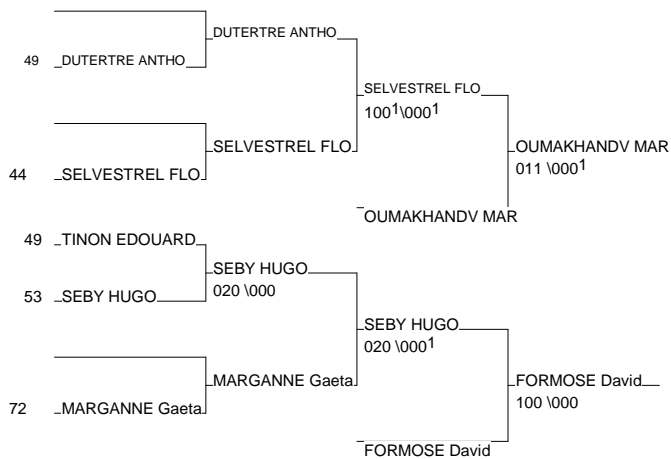 DUTERTRE ANTHO
49 DUTERTRE ANTHO
SELVESTREL FLO
100¹\000¹
SELVESTREL FLO
OUMAKHANDV MAR
011 \000¹
44 SELVESTREL FLO
OUMAKHANDV MAR
49 TINON EDOUARD
SEBY HUGO
020 \000
53 SEBY HUGO
SEBY HUGO
020 \000¹
MARGANNE Gaeta
FORMOSE David
100 \000
72 MARGANNE Gaeta
FORMOSE David